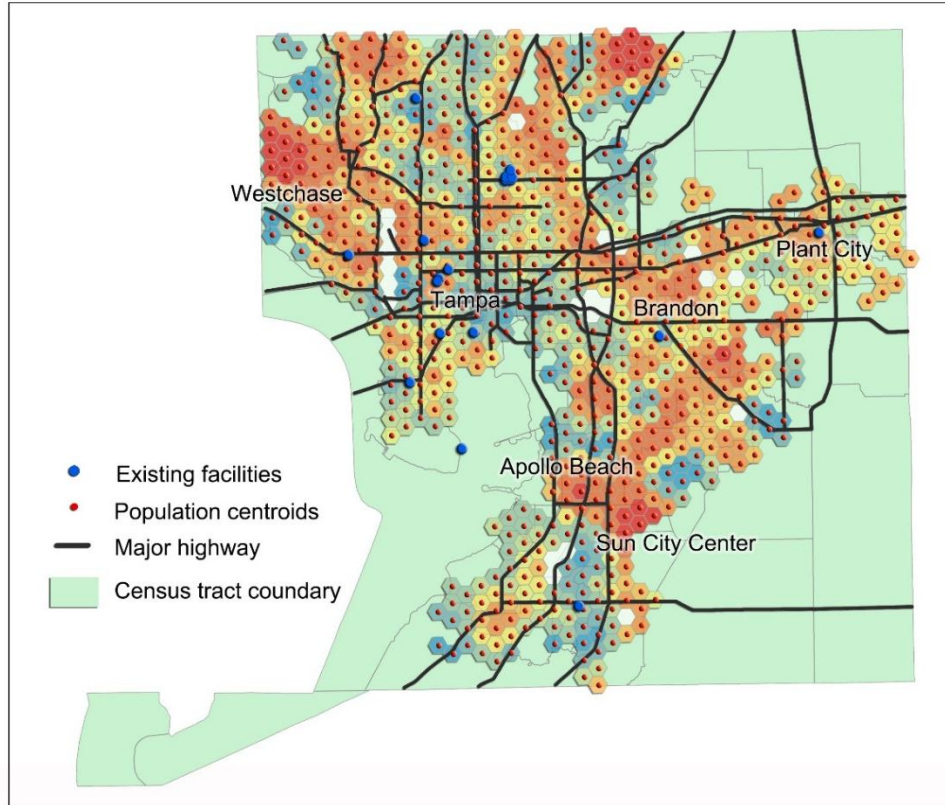 Westchase
Plant City
Tampa
Brandon
Apollo Beach
Sun City Center
Existing facilities
Population centroids
Major highway
Census tract coundary